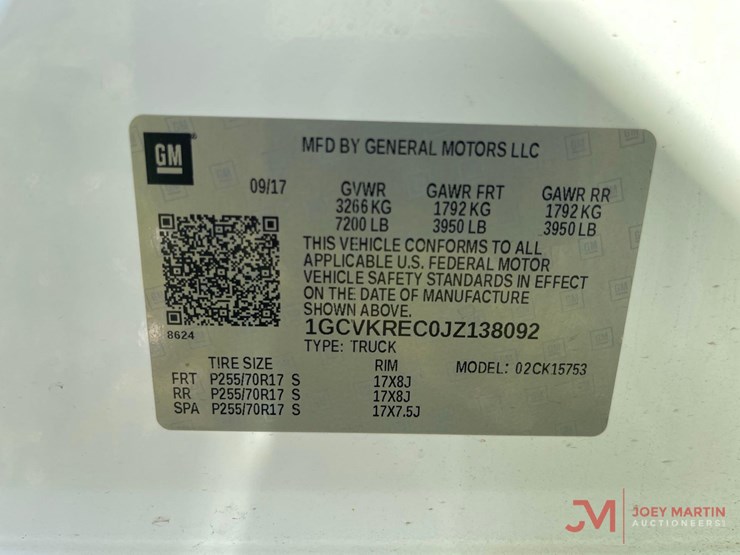 GM
MFD BY GENERAL MOTORS LLC
09/17 GVWR GAWR FRT GAWR RR
3266 KG 1792 KG 1792 KG
7200 LB 3950 LB 3950 LB
THIS VEHICLE CONFORMS TO ALL
APPLICABLE U.S. FEDERAL MOTOR
VEHICLE SAFETY STANDARDS IN EFFECT
ON THE DATE OF MANUFACTURE
SHOWN ABOVE.
8624
1GCVKREC0JZ138092
TYPE: TRUCK
TIRE SIZE RIM MODEL: 02CK15753
FRT P255/70R17 S 17X8J
RR P255/70R17 S 17X8J
SPA P255/70R17 S 17X7.5J
JM JOEY MARTIN
AUCTIONEERS!